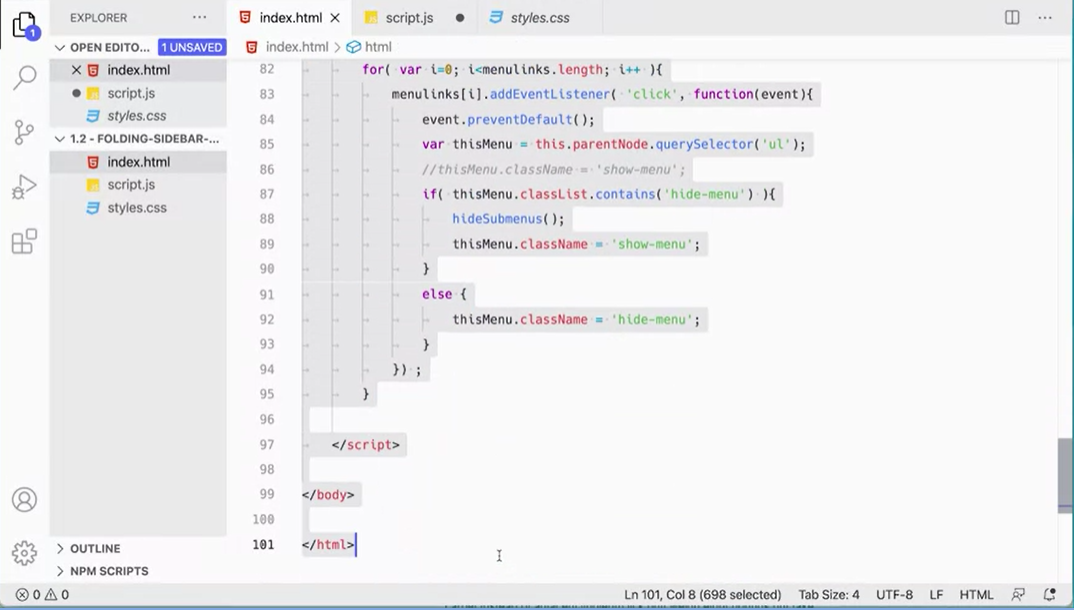 EXPLORER
index.html
script.js
styles.css
1
OPEN EDITO... 1 UNSAVED
index.html > html
index.html
script.js
styles.css
1.2 - FOLDING-SIDEBAR-...
index.html
script.js
styles.css
82 for( var i=0; i<menulinks.length; i++ ){
83 menulinks[i].addEventListener( 'click', function(event){
84 event.preventDefault();
85 var thisMenu = this.parentNode.querySelector('ul');
86 //thisMenu.className = 'show-menu';
87 if( thisMenu.classList.contains('hide-menu') ){
88 hideSubmenus();
89 thisMenu.className = 'show-menu';
90 }
91 else {
92 thisMenu.className = 'hide-menu';
93 }
94 }) ;
95 }
96
97 </script>
98
99 </body>
100
101 </html>
OUTLINE
NPM SCRIPTS
0 0
Ln 101, Col 8 (698 selected) Tab Size: 4 UTF-8 LF HTML